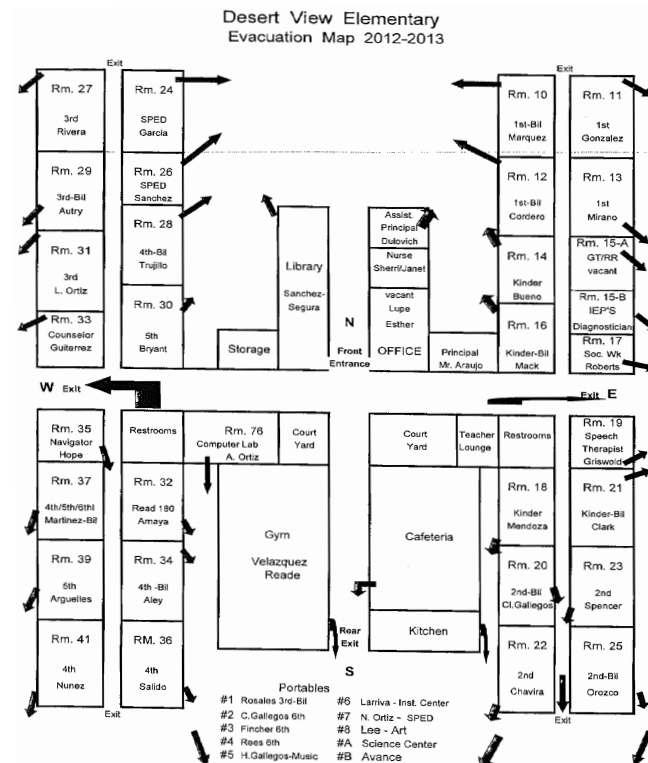 Desert View Elementary
Evacuation Map 2012-2013
Exit
Rm. 27
3rd
Rivera
Rm. 29
3rd-Bil
Autry
Rm. 31
3rd
L. Ortiz
Rm. 33
Counselor
Guiterrez
Rm. 24
SPED
Garcia
Rm. 26
SPED
Sanchez
Rm. 28
4th-Bil
Trujillo
Rm. 30
5th
Bryant
Library
Sanchez-
Segura
Storage
N
Front
Entrance
Assist.
Principal
Dulovich
Nurse
Sherri/Janet
vacant
Lupe
Esther
OFFICE
Principal
Mr. Araujo
Exit
Rm. 10
1st-Bil
Marquez
Rm. 12
1st-Bil
Cordero
Rm. 14
Kinder
Bueno
Rm. 16
Kinder-Bil
Mack
Rm. 11
1st
Gonzalez
Rm. 13
1st
Mirano
Rm. 15-A
GT/RR
vacant
Rm. 15-B
IEP'S
Diagnostician
Rm. 17
Soc. Wk
Roberts
W Exit
Exit E
Rm. 35
Navigator
Hope
Rm. 37
4th/5th/6thl
Martinez-Bil
Rm. 39
5th
Arguelles
Rm. 41
4th
Nunez
Exit
Restrooms
Rm. 32
Read 180
Amaya
Rm. 34
4th -Bil
Aley
RM. 36
4th
Salido
Rm. 76
Computer Lab
A. Ortiz
Court
Yard
Gym
Velazquez
Reade
Rear
Exit
S
Court
Yard
Teacher
Lounge
Cafeteria
Kitchen
Restrooms
Rm. 18
Kinder
Mendoza
Rm. 20
2nd-Bil
Cl.Gallegos
Rm. 22
2nd
Chavira
Rm. 19
Speech
Therapist
Griswold
Rm. 21
Kinder-Bil
Clark
Rm. 23
2nd
Spencer
Rm. 25
2nd-Bil
Orozco
Exit
Portables
#1 Rosales 3rd-Bil
#2 C.Gallegos 6th
#3 Fincher 6th
#4 Rees 6th
#5 H.Gallegos-Music
#6 Larriva - Inst. Center
#7 N. Ortiz - SPED
#8 Lee - Art
#A Science Center
#B Avance